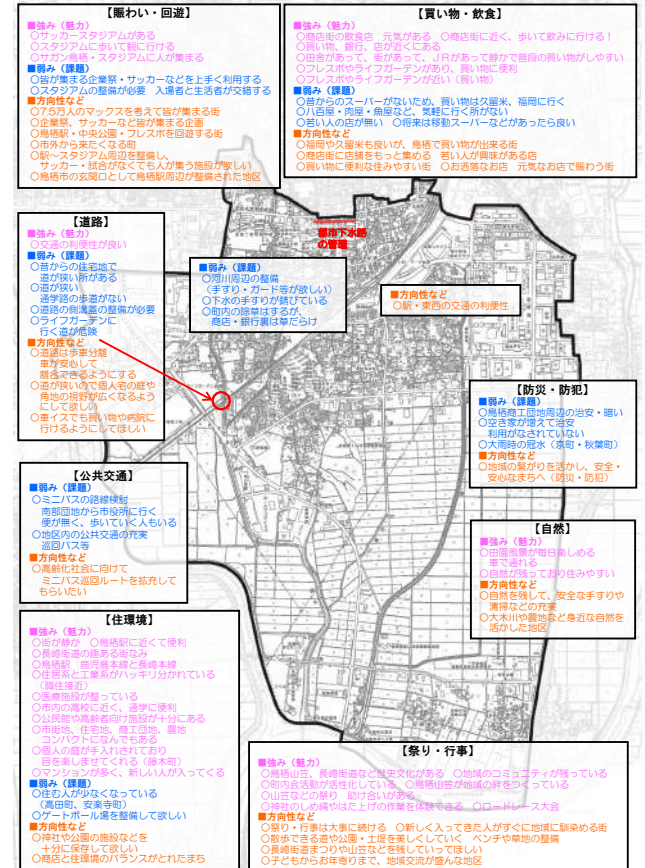 【賑わい・回遊】
■強み（魅力）
○サッカースタジアムがある
○スタジアムに歩いて観に行ける
○サガン鳥栖・スタジアムに人が集まる
■弱み（課題）
○皆が集まる企業祭・サッカーなどを上手く利用する
○スタジアムの整備が必要　入場者と生活者が交錯する
■方向性など
○7.5万人のマックスを考えて皆が集まる街
○企業祭、サッカーなど皆が集まる企画
○鳥栖駅・中央公園・フレスポを回遊する街
○市外から来たくなる町
○駅～スタジアム周辺を整備し、
サッカー・試合がなくても人が集う施設が欲しい
○鳥栖市の玄関口として鳥栖駅周辺が整備された地区
【買い物・飲食】
■強み（魅力）
○商店街の飲食店　元気がある　○商店街に近く、歩いて飲みに行ける！
○買い物、銀行、店が近くにある
○田舎があって、街があって、ＪＲがあって静かで普段の買い物がしやすい
○フレスポやライフガーデンがあり、買い物に便利
○フレスポやライフガーデンが近い（買い物）
■弱み（課題）
○昔からのスーパーがないため、買い物は久留米、福岡に行く
○八百屋・肉屋・魚屋など、気軽に行く所がない
○若い人の店が無い　○将来は移動スーパーなどがあったら良い
■方向性など
○福岡や久留米も良いが、鳥栖で買い物が出来る街
○商店街に店舗をもっと集める　若い人が興味がある店
○買い物に便利な住みやすい街　○お洒落なお店　元気なお店で賑わう街
【道路】
■強み（魅力）
○交通の利便性が良い
■弱み（課題）
○昔からの住宅地で
道が狭い所がある
○道が狭い
通学路の歩道がない
○道路の側溝蓋の整備が必要
○ライフガーデンに
行く道が危険
■方向性など
○道路は歩車分離
車が安心して
離合できるようにする
○道が狭いので個人宅の庭や
角地の視野が広くなるよう
にして欲しい
○車イスでも買い物や病院に
行けるようにしてほしい
都市下水路
の管理
■弱み（課題）
○河川周辺の整備
（手すり・ガード等が欲しい）
○下水の手すりが錆びている
○町内の除草はするが、
商店・銀行裏は草だらけ
■方向性など
○駅・東西の交通の利便性
【防災・防犯】
■弱み（課題）
○鳥栖商工団地周辺の治安・暗い
○空き家が増えて治安
利用がなされていない
○大雨時の冠水（京町・秋葉町）
■方向性など
○地域の繋がりを活かし、安全・
安心なまちへ（防災・防犯）
【公共交通】
■弱み（課題）
○ミニバスの路線検討
南部団地から市役所に行く
便が無く、歩いていく人もいる
○地区内の公共交通の充実
巡回バス等
■方向性など
○高齢化社会に向けて
ミニバス巡回ルートを拡充して
もらいたい
【自然】
■強み（魅力）
○田園風景が毎日楽しめる
車で通れる
○自然が残っており住みやすい
■方向性など
○自然を残して、安全な手すりや
清掃などの充実
○大木川や農地など身近な自然を
活かした地区
【住環境】
■強み（魅力）
○街が静か　○鳥栖駅に近くて便利
○長崎街道の趣ある街なみ
○鳥栖駅　鹿児島本線と長崎本線
○住居系と工業系がハッキリ分かれている
（職住接近）
○医療施設が整っている
○市内の高校に近く、通学に便利
○公民館や高齢者向け施設が十分にある
○市街地、住宅地、商工団地、農地
コンパクトになんでもある
○個人の庭が手入れされており
目を楽しませてくれる（藤木町）
○マンションが多く、新しい人が入ってくる
■弱み（課題）
○住む人が少なくなっている
（高田町、安楽寺町）
○ゲートボール場を整備して欲しい
■方向性など
○神社や公園の施設などを
十分に保存して欲しい
○商店と住環境のバランスがとれたまち
【祭り・行事】
■強み（魅力）
○鳥栖山笠、長崎街道など歴史文化がある　○地域のコミュニティが残っている
○町内会活動が活性化している　○鳥栖山笠が地域の絆をつくっている
○山笠などの祭り　助け合いがある
○神社のしめ縄やはた上げの作業を体験できる　○ロードレース大会
■方向性など
○祭り・行事は大事に続ける　○新しく入ってきた人がすぐに地域に馴染める街
○散歩できる道や公園・土堤を美しくしていく　ベンチや草地の整備
○長崎街道まつりや山笠などを残していってほしい
○子どもからお年寄りまで、地域交流が盛んな地区